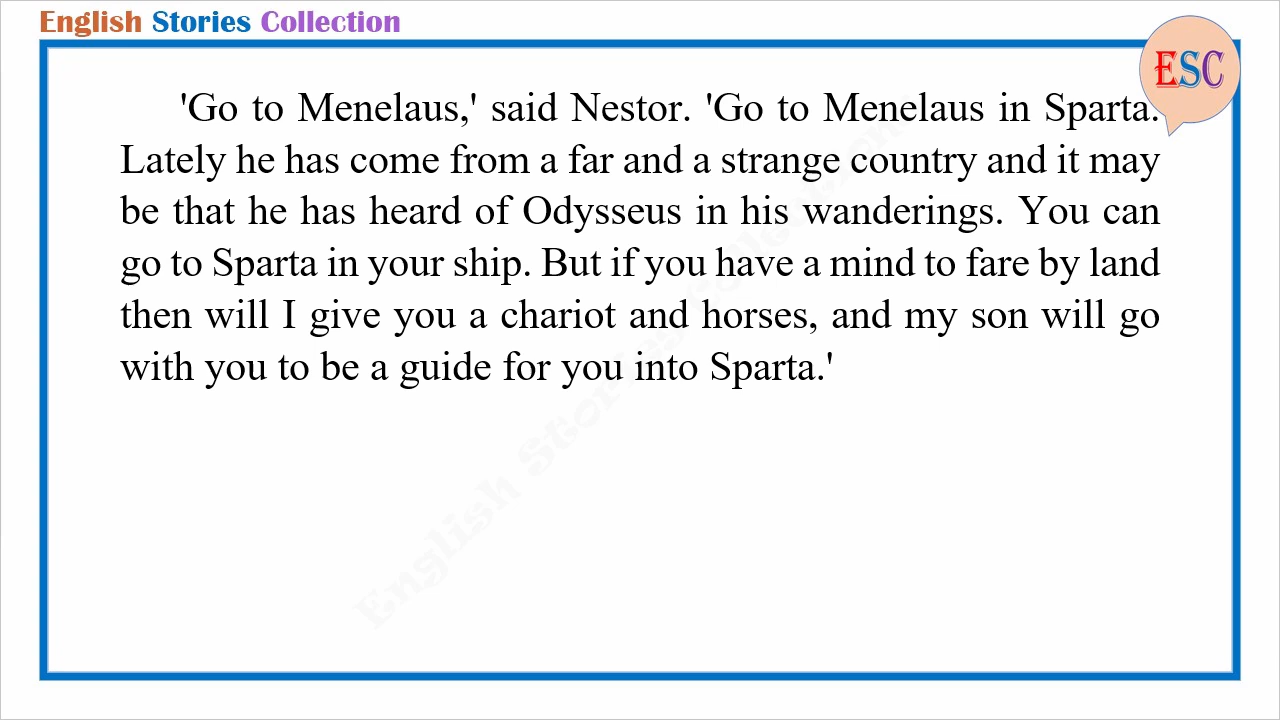 English Stories Collection
ESC
'Go to Menelaus,' said Nestor. 'Go to Menelaus in Sparta.
Lately he has come from a far and a strange country and it may
be that he has heard of Odysseus in his wanderings. You can
go to Sparta in your ship. But if you have a mind to fare by land
then will I give you a chariot and horses, and my son will go
with you to be a guide for you into Sparta.'
English Stories Collection